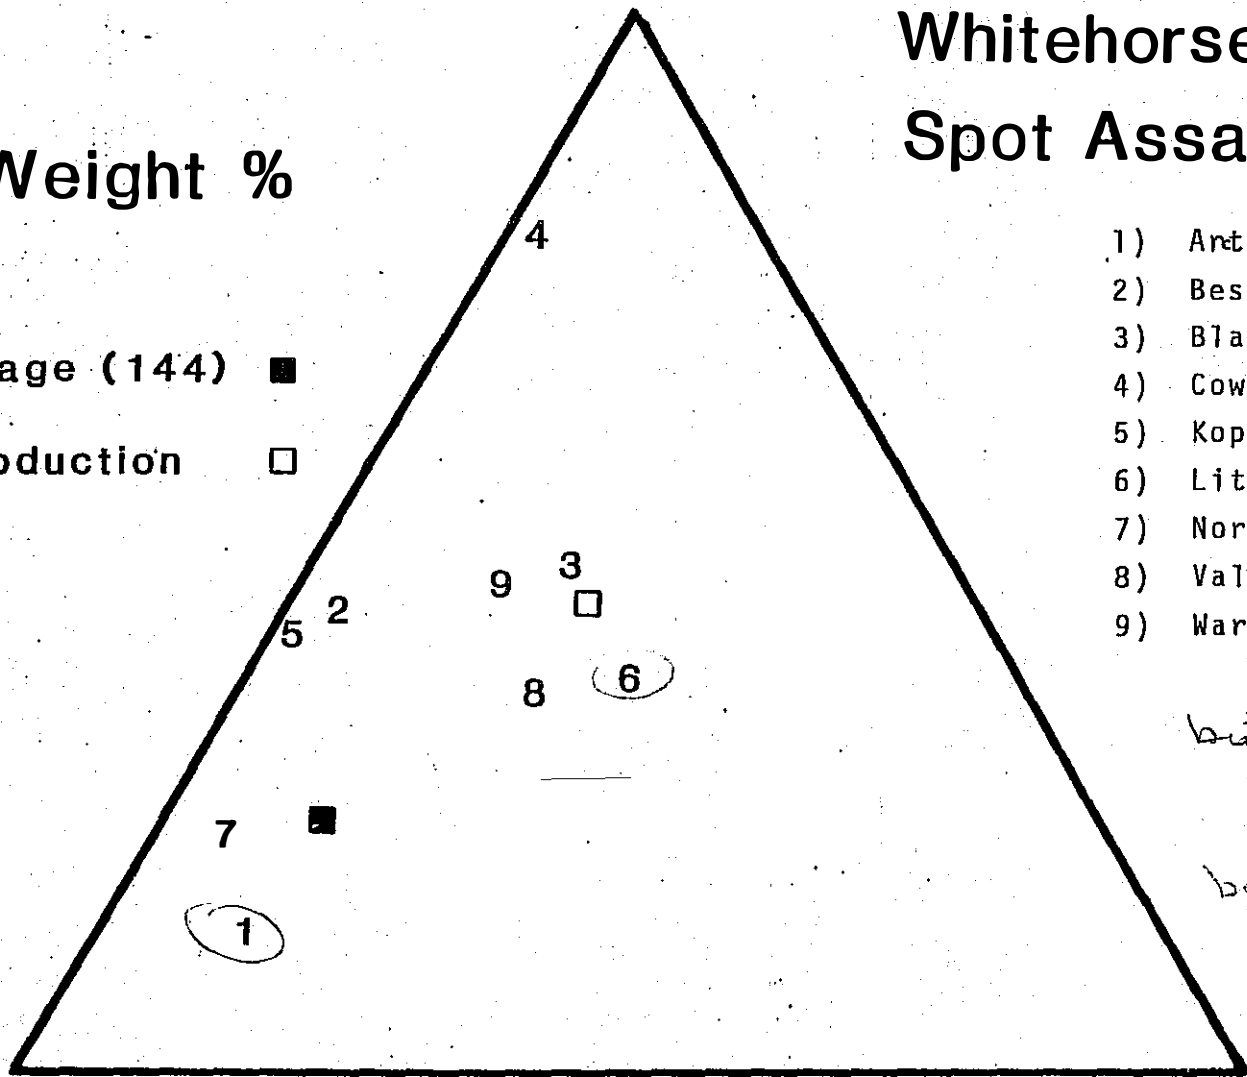 Whitehorse
Spot Assa
Weight %
age (144)
oduction
1) Ant
2) Bes
3) Bla
4) Cow
5) Kop
6) Lit
7) Nor
8) Val
9) War
4
3
9
2
5
6
8
7
1